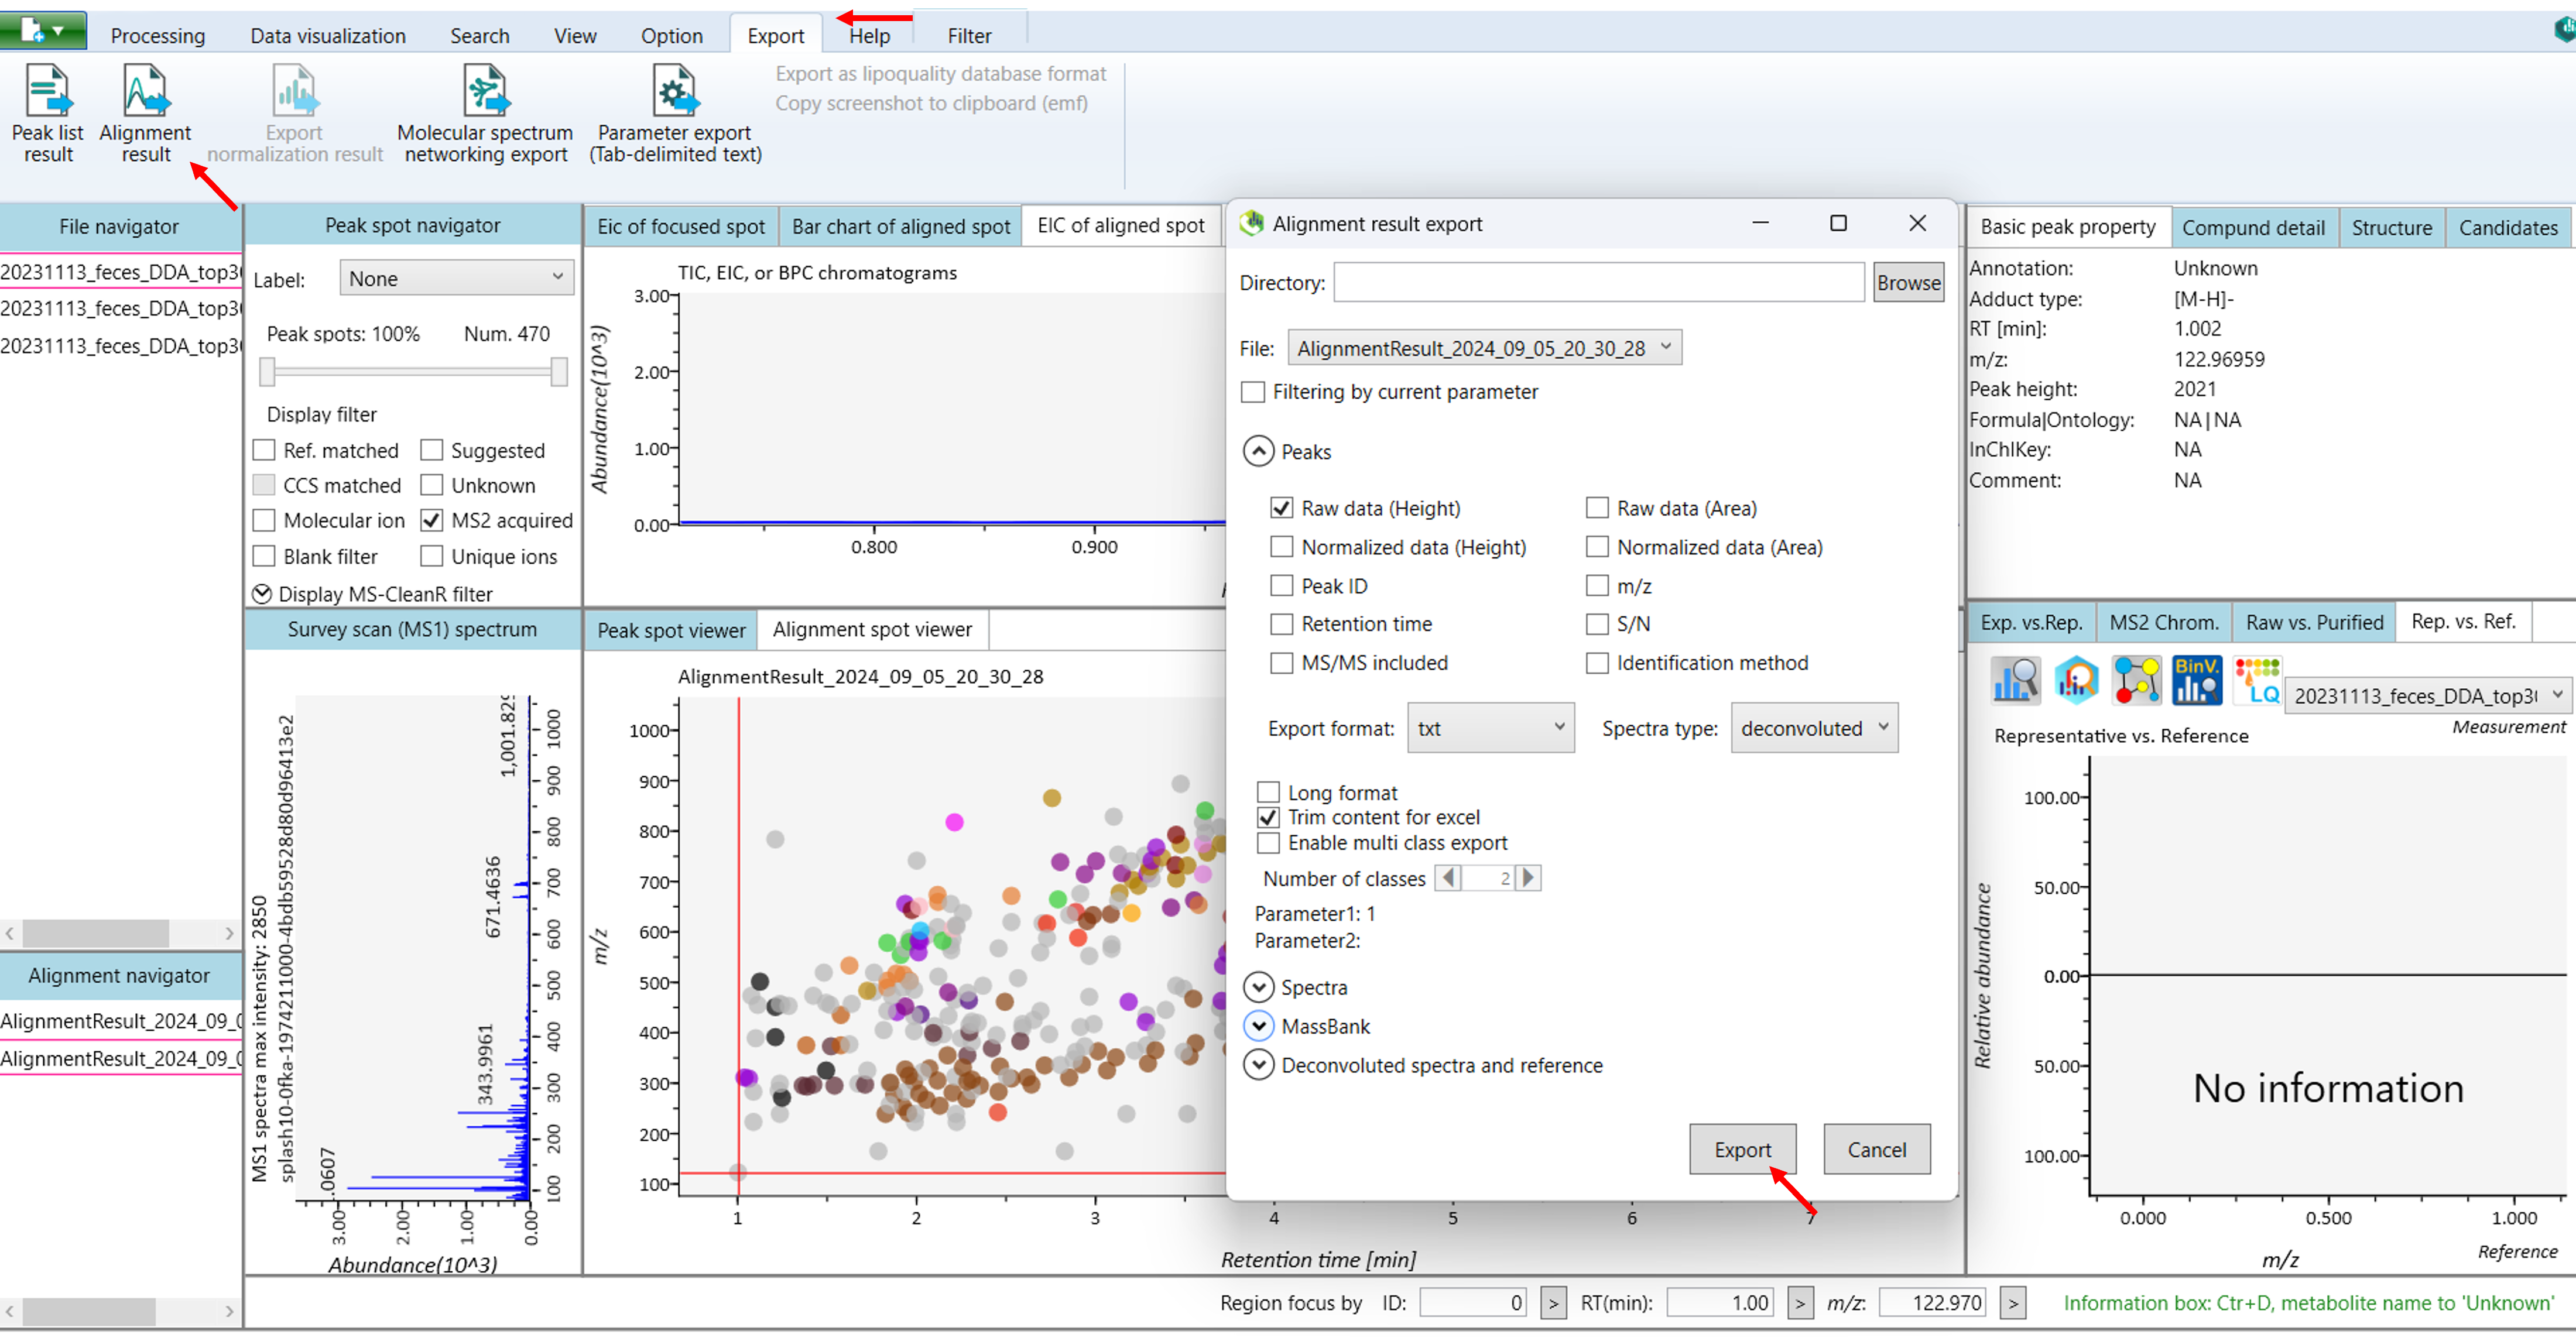 Processing
Data visualization
Search
View
Option
Export
Help
Filter
Peak list
result
Alignment
result
Export
normalization result
Molecular spectrum
networking export
Parameter export
(Tab-delimited text)
Export as lipoquality database format
Copy screenshot to clipboard (emf)
File navigator
20231113_feces_DDA_top3
20231113_feces_DDA_top3
20231113_feces_DDA_top3
Alignment navigator
AlignmentResult_2024_09_
AlignmentResult_2024_09_
Peak spot navigator
Label: None
Peak spots: 100% Num. 470
Display filter
Ref. matched Suggested
CCS matched Unknown
Molecular ion MS2 acquired
Blank filter Unique ions
Display MS-CleanR filter
Survey scan (MS1) spectrum
MS1 spectra max intensity: 2850
splash10-0fka-1974211000-4bdb59528d80d96413e2
1,001.829
671.4636
343.9961
.0607
1000
900
800
700
600
500
400
300
200
100
3.00
2.00
1.00
0.00
Abundance(10^3)
Eic of focused spot
Bar chart of aligned spot
EIC of aligned spot
TIC, EIC, or BPC chromatograms
Abundance(10^3)
3.00
2.00
1.00
0.00
0.800 0.900
Peak spot viewer
Alignment spot viewer
AlignmentResult_2024_09_05_20_30_28
m/z
1000
900
800
700
600
500
400
300
200
100
1 2 3 4 5 6 7
Retention time [min]
Alignment result export
Directory: Browse
File: AlignmentResult_2024_09_05_20_30_28
Filtering by current parameter
Peaks
Raw data (Height) Raw data (Area)
Normalized data (Height) Normalized data (Area)
Peak ID m/z
Retention time S/N
MS/MS included Identification method
Export format: txt Spectra type: deconvoluted
Long format
Trim content for excel
Enable multi class export
Number of classes 2
Parameter1: 1
Parameter2:
Spectra
MassBank
Deconvoluted spectra and reference
Export Cancel
Basic peak property
Compund detail
Structure
Candidates
Annotation: Unknown
Adduct type: [M-H]-
RT [min]: 1.002
m/z: 122.96959
Peak height: 2021
Formula|Ontology: NA|NA
InChIKey: NA
Comment: NA
Exp. vs.Rep.
MS2 Chrom.
Raw vs. Purified
Rep. vs. Ref.
BinV.
LQ
20231113_feces_DDA_top3
Measurement
Representative vs. Reference
Relative abundance
100.00
50.00
0.00
50.00
100.00
No information
0.000 0.500 1.000
Reference
m/z
Region focus by ID: 0 > RT(min): 1.00 > m/z: 122.970 >
Information box: Ctr+D, metabolite name to 'Unknown'